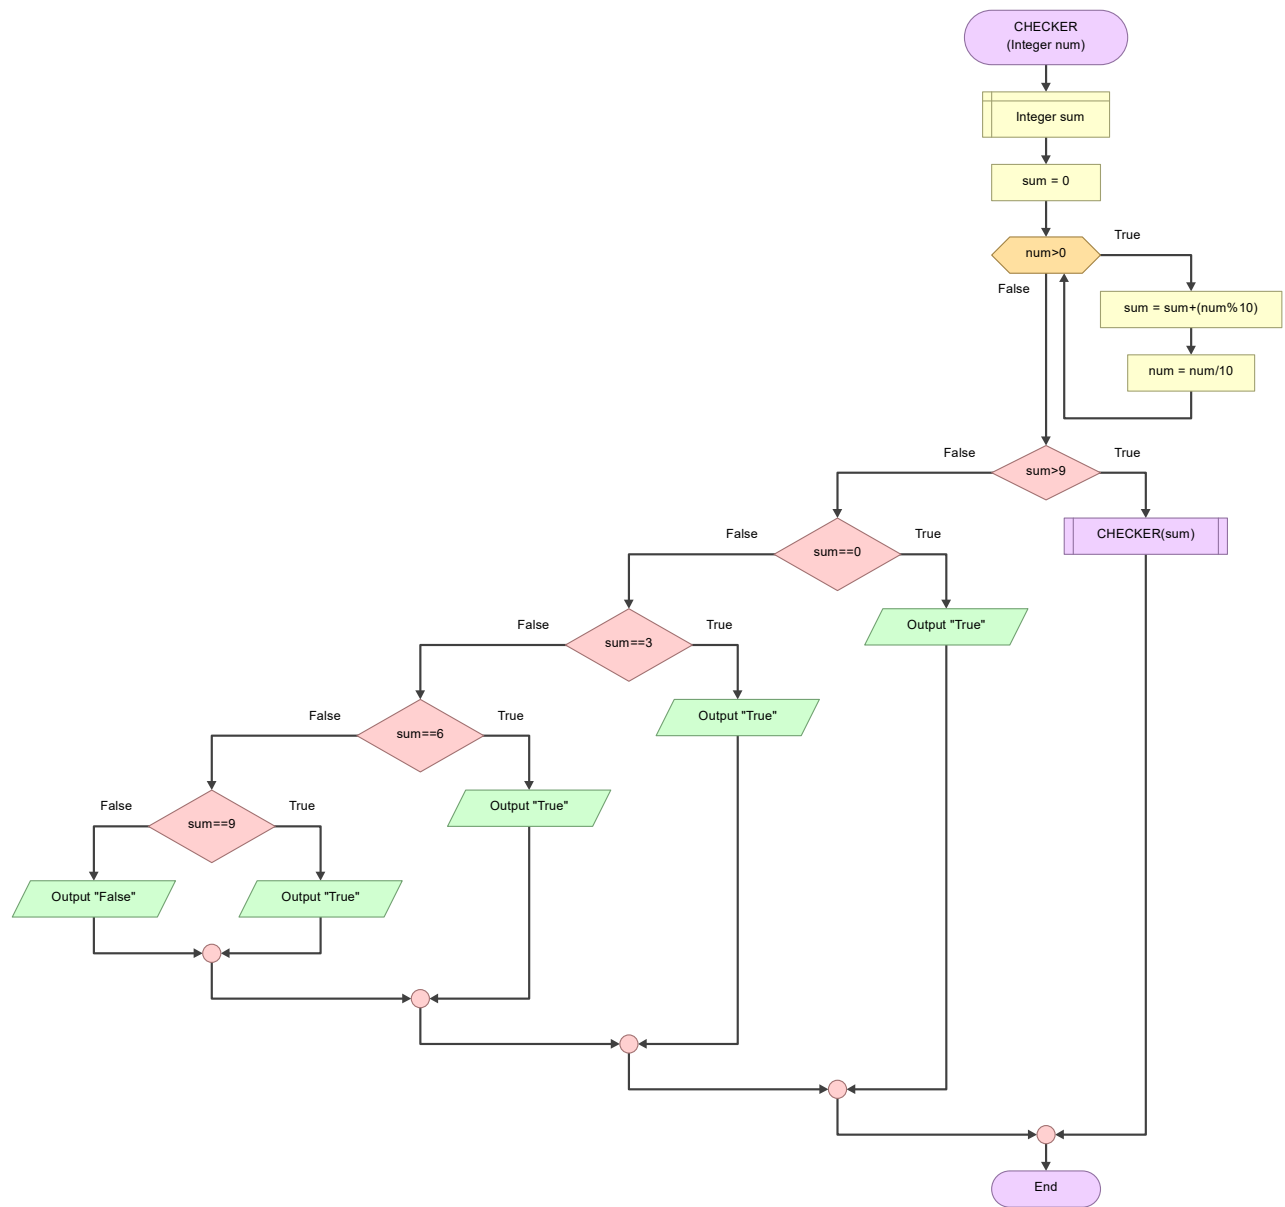 CHECKER
(Integer num)
Integer sum
sum = 0
num>0
True
False
sum = sum+(num%10)
num = num/10
sum>9
False
True
CHECKER(sum)
sum==0
False
True
Output "True"
sum==3
False
True
Output "True"
sum==6
False
True
Output "True"
sum==9
False
True
Output "False"
Output "True"
End